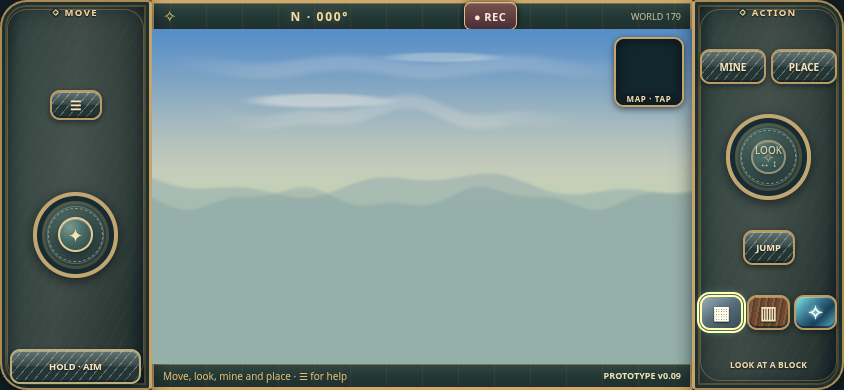 MOVE
N · 000°
● REC
WORLD 179
ACTION
MINE
PLACE
MAP · TAP
LOOK
JUMP
HOLD · AIM
LOOK AT A BLOCK
Move, look, mine and place · ☰ for help
PROTOTYPE v0.09